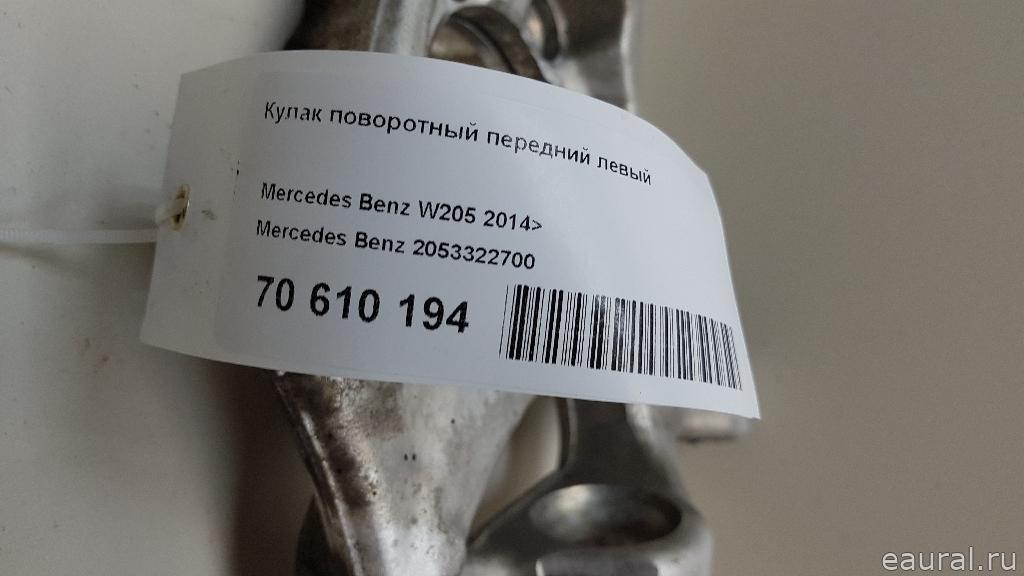 Кулак поворотный передний левый
Mercedes Benz W205 2014>
Mercedes Benz 2053322700
70 610 194
eaural.ru